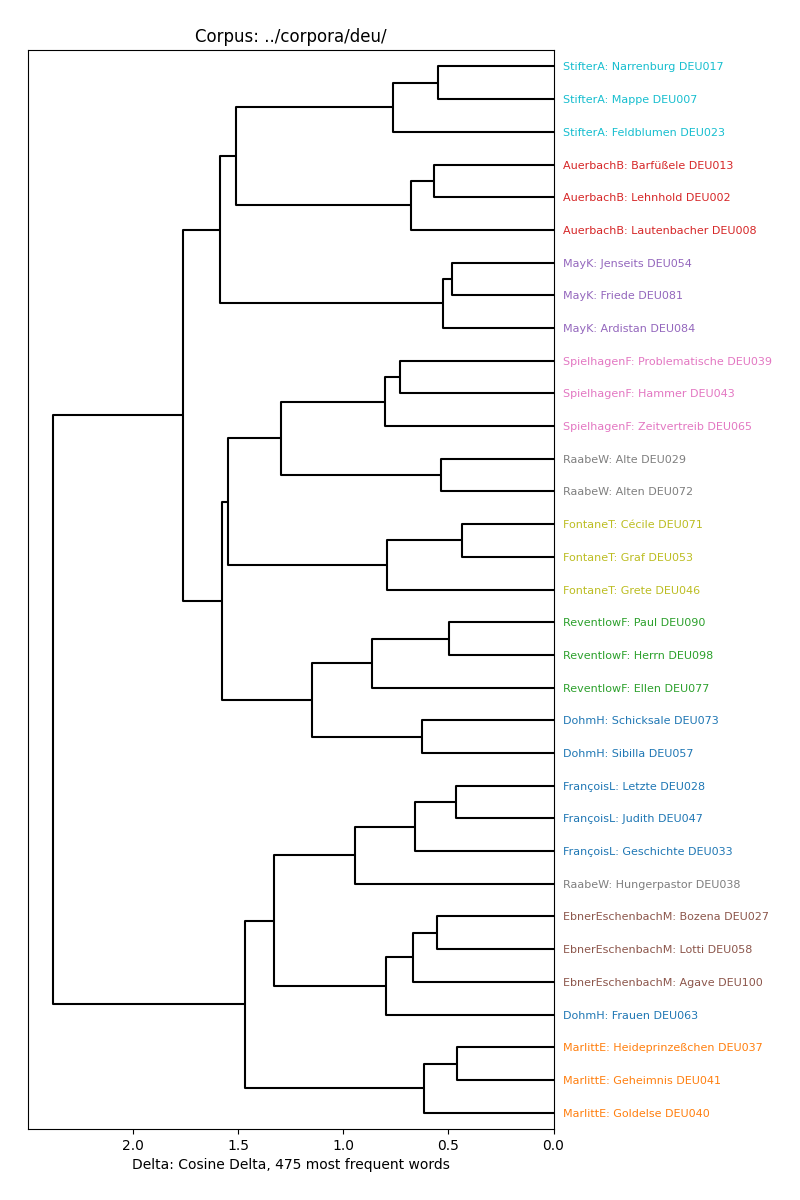 Corpus: ../corpora/deu/
StifterA: Narrenburg DEU017
StifterA: Mappe DEU007
StifterA: Feldblumen DEU023
AuerbachB: Barfüßele DEU013
AuerbachB: Lehnhold DEU002
AuerbachB: Lautenbacher DEU008
MayK: Jenseits DEU054
MayK: Friede DEU081
MayK: Ardistan DEU084
SpielhagenF: Problematische DEU039
SpielhagenF: Hammer DEU043
SpielhagenF: Zeitvertreib DEU065
RaabeW: Alte DEU029
RaabeW: Alten DEU072
FontaneT: Cécile DEU071
FontaneT: Graf DEU053
FontaneT: Grete DEU046
ReventlowF: Paul DEU090
ReventlowF: Herrn DEU098
ReventlowF: Ellen DEU077
DohmH: Schicksale DEU073
DohmH: Sibilla DEU057
FrançoisL: Letzte DEU028
FrançoisL: Judith DEU047
FrançoisL: Geschichte DEU033
RaabeW: Hungerpastor DEU038
EbnerEschenbachM: Bozena DEU027
EbnerEschenbachM: Lotti DEU058
EbnerEschenbachM: Agave DEU100
DohmH: Frauen DEU063
MarlittE: Heideprinzeßchen DEU037
MarlittE: Geheimnis DEU041
MarlittE: Goldelse DEU040
2.0 1.5 1.0 0.5 0.0
Delta: Cosine Delta, 475 most frequent words